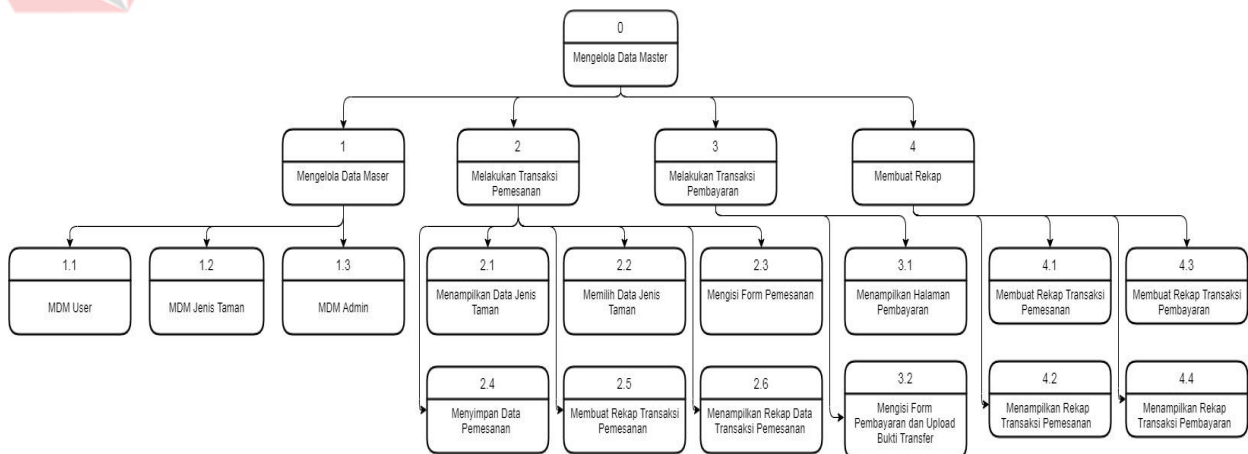 0
Mengelola Data Master
1
Mengelola Data Maser
2
Melakukan Transaksi
Pemesanan
3
Melakukan Transaksi
Pembayaran
4
Membuat Rekap
1.1
MDM User
1.2
MDM Jenis Taman
1.3
MDM Admin
2.1
Menampilkan Data Jenis
Taman
2.2
Memilih Data Jenis
Taman
2.3
Mengisi Form Pemesanan
3.1
Menampilkan Halaman
Pembayaran
4.1
Membuat Rekap Transaksi
Pemesanan
4.3
Membuat Rekap Transaksi
Pembayaran
2.4
Menyimpan Data
Pemesanan
2.5
Membuat Rekap Transaksi
Pemesanan
2.6
Menampilkan Rekap Data
Transaksi Pemesanan
3.2
Mengisi Form
Pembayaran dan Upload
Bukti Transfer
4.2
Menampilkan Rekap
Transaksi Pemesanan
4.4
Menampilkan Rekap
Transaksi Pembayaran